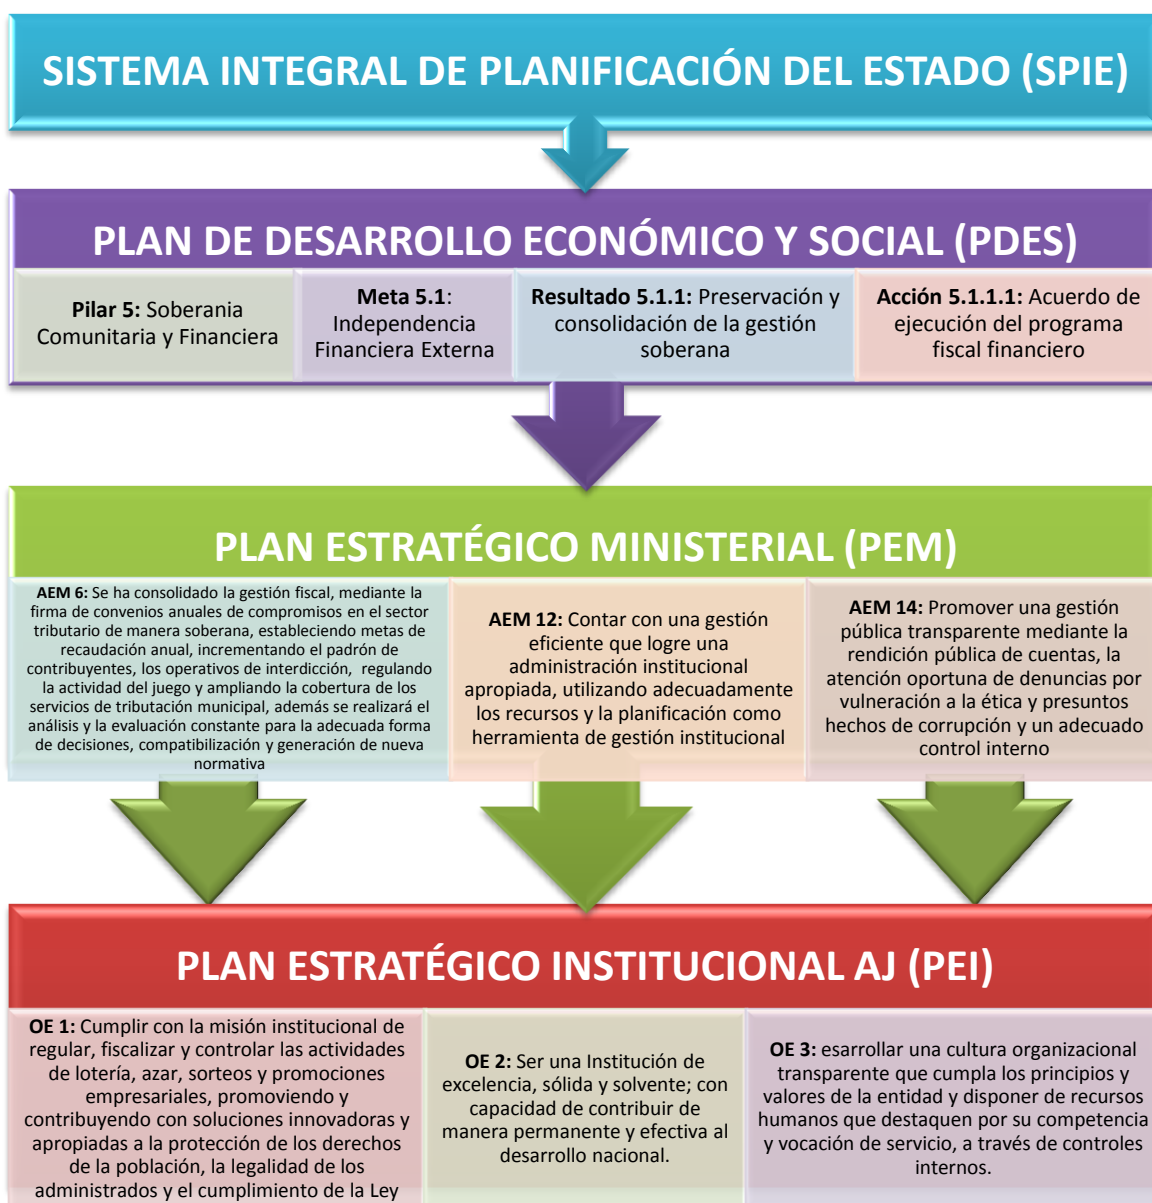 SISTEMA INTEGRAL DE PLANIFICACIÓN DEL ESTADO (SPIE)
PLAN DE DESARROLLO ECONÓMICO Y SOCIAL (PDES)
Pilar 5: Soberania
Comunitaria y Financiera
Meta 5.1:
Independencia
Financiera Externa
Resultado 5.1.1: Preservación y
consolidación de la gestión
soberana
Acción 5.1.1.1: Acuerdo de
ejecución del programa
fiscal financiero
PLAN ESTRATÉGICO MINISTERIAL (PEM)
AEM 6: Se ha consolidado la gestión fiscal, mediante la
firma de convenios anuales de compromisos en el sector
tributario de manera soberana, estableciendo metas de
recaudación anual, incrementando el padrón de
contribuyentes, los operativos de interdicción, regulando
la actividad del juego y ampliando la cobertura de los
servicios de tributación municipal, además se realizará el
análisis y la evaluación constante para la adecuada forma
de decisiones, compatibilización y generación de nueva
normativa
AEM 12: Contar con una gestión
eficiente que logre una
administración institucional
apropiada, utilizando adecuadamente
los recursos y la planificación como
herramienta de gestión institucional
AEM 14: Promover una gestión
pública transparente mediante la
rendición pública de cuentas, la
atención oportuna de denuncias por
vulneración a la ética y presuntos
hechos de corrupción y un adecuado
control interno
PLAN ESTRATÉGICO INSTITUCIONAL AJ (PEI)
OE 1: Cumplir con la misión institucional de
regular, fiscalizar y controlar las actividades
de lotería, azar, sorteos y promociones
empresariales, promoviendo y
contribuyendo con soluciones innovadoras y
apropiadas a la protección de los derechos
de la población, la legalidad de los
administrados y el cumplimiento de la Ley
OE 2: Ser una Institución de
excelencia, sólida y solvente; con
capacidad de contribuir de
manera permanente y efectiva al
desarrollo nacional.
OE 3: esarrollar una cultura organizacional
transparente que cumpla los principios y
valores de la entidad y disponer de recursos
humanos que destaquen por su competencia
y vocación de servicio, a través de controles
internos.